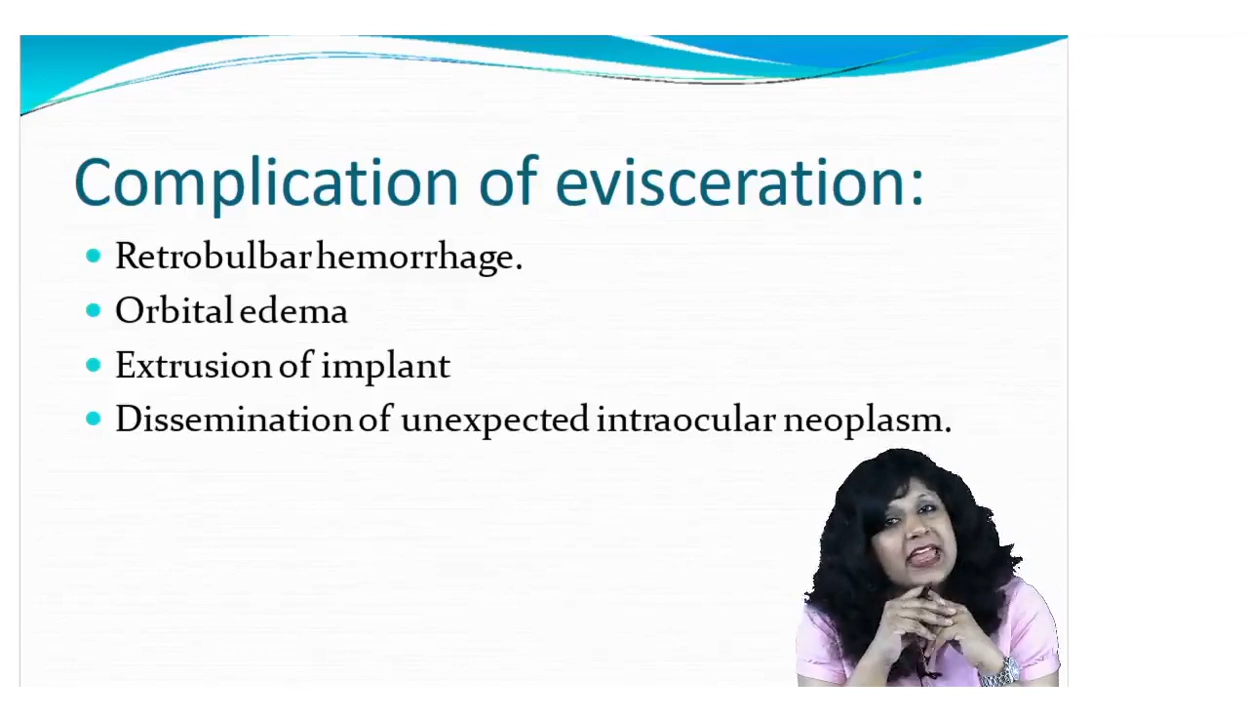 Complication of evisceration:
Retrobulbar hemorrhage.
Orbital edema
Extrusion of implant
Dissemination of unexpected intraocular neoplasm.